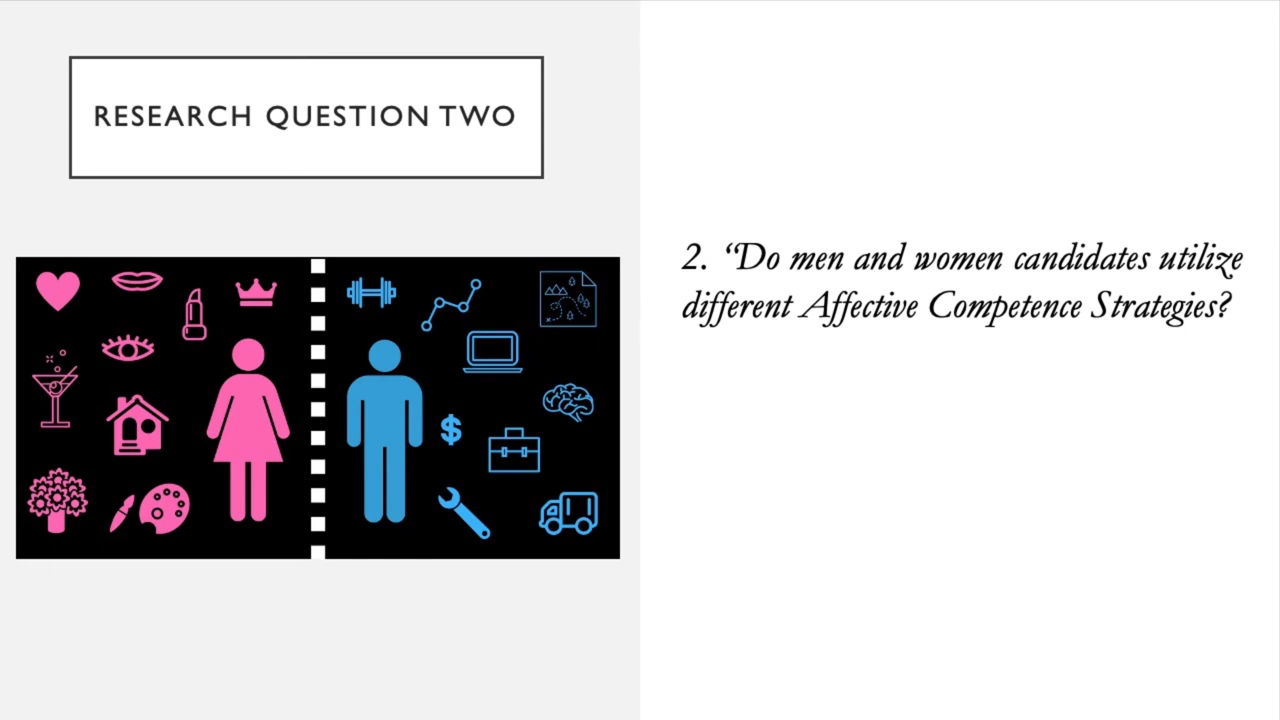 RESEARCH QUESTION TWO
2. “Do men and women candidates utilize
different Affective Competence Strategies?
$